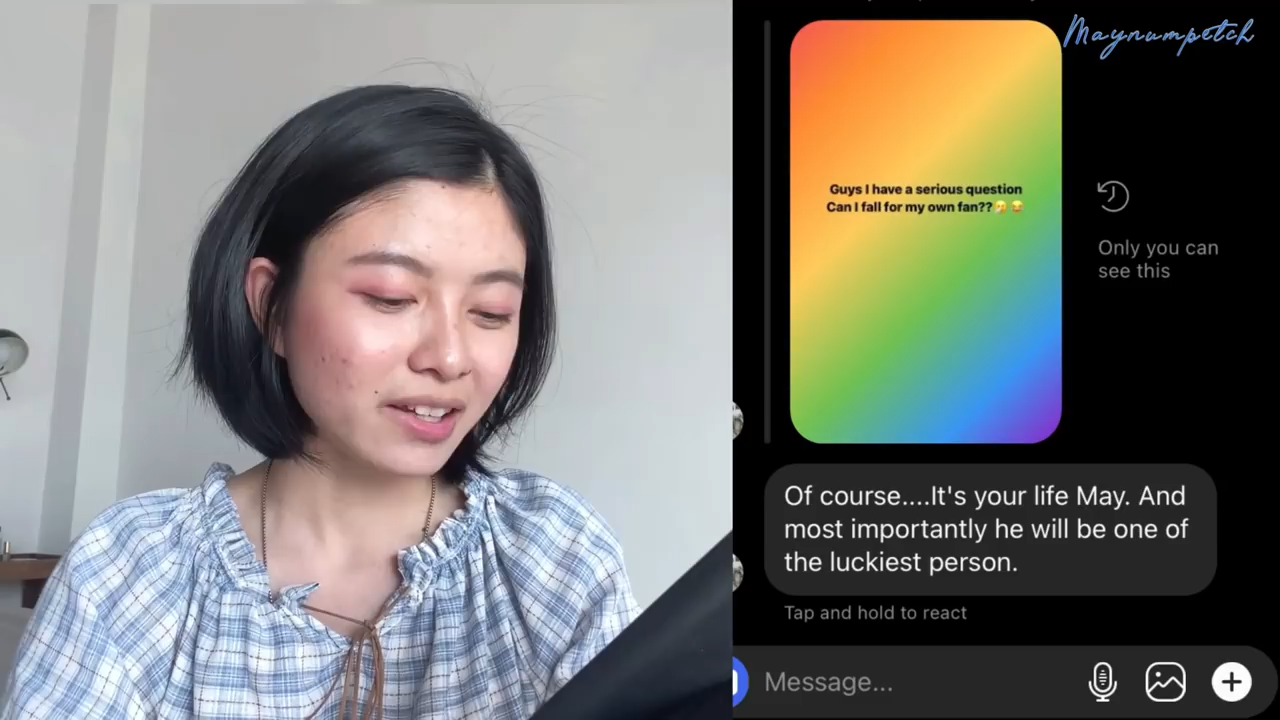 Maynumpetch
Guys I have a serious question
Can I fall for my own fan??🤧😂
Only you can
see this
Of course....It's your life May. And
most importantly he will be one of
the luckiest person.
Tap and hold to react
Message...